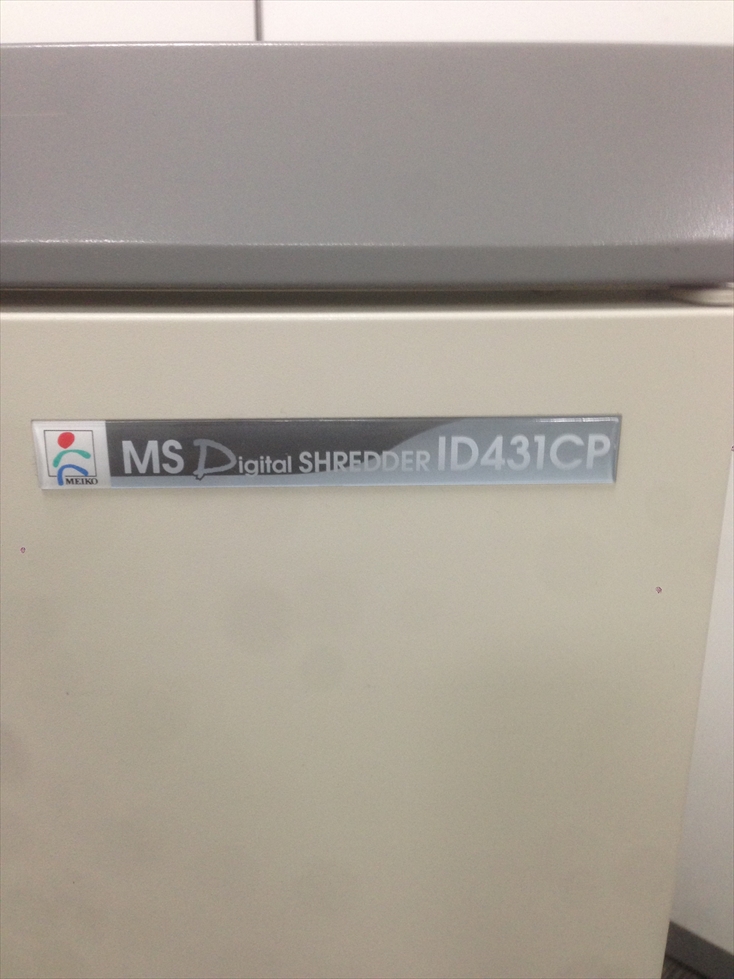 MEIKO
MS Digital SHREDDER ID431CP